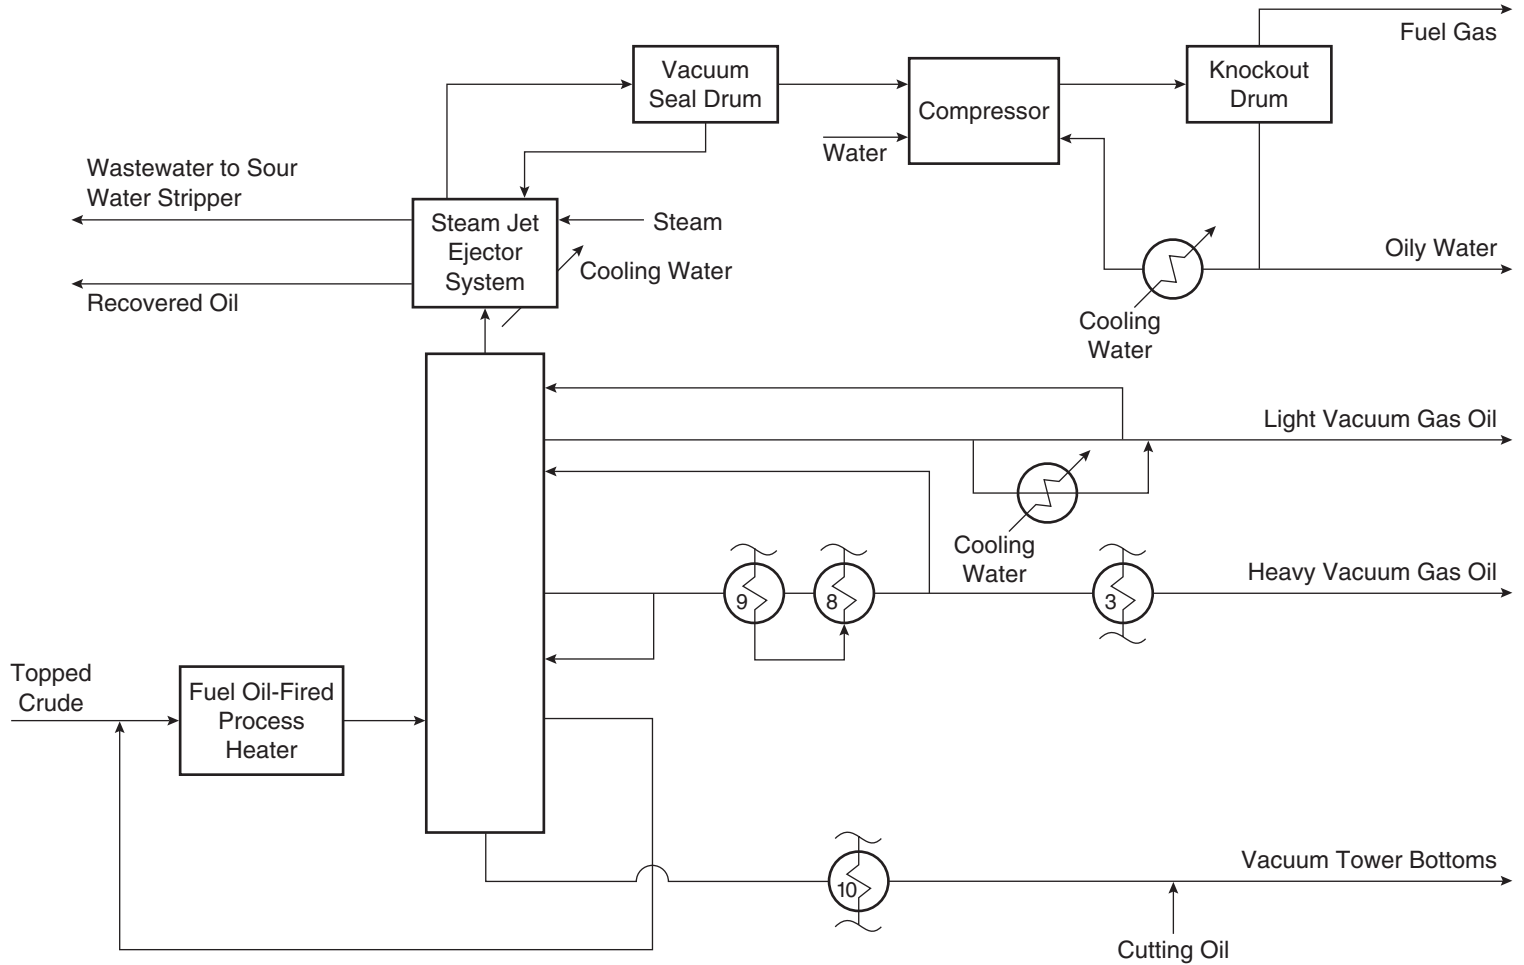 Fuel Gas
Vacuum
Seal Drum
Compressor
Knockout
Drum
Water
Wastewater to Sour
Water Stripper
Steam Jet
Ejector
System
Steam
Cooling Water
Recovered Oil
Oily Water
Cooling
Water
Light Vacuum Gas Oil
Cooling
Water
Heavy Vacuum Gas Oil
9
8
3
Topped
Crude
Fuel Oil-Fired
Process
Heater
Vacuum Tower Bottoms
10
Cutting Oil